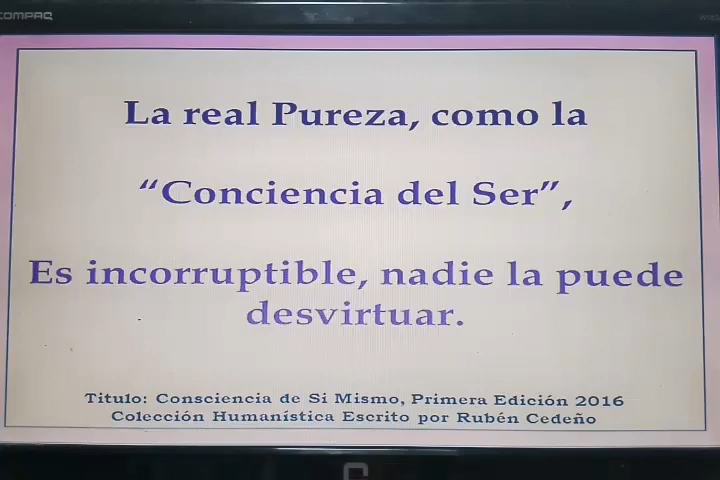 COMPAQ
La real Pureza, como la
“Conciencia del Ser”,
Es incorruptible, nadie la puede
desvirtuar.
Titulo: Consciencia de Si Mismo, Primera Edición 2016
Colección Humanística Escrito por Rubén Cedeño